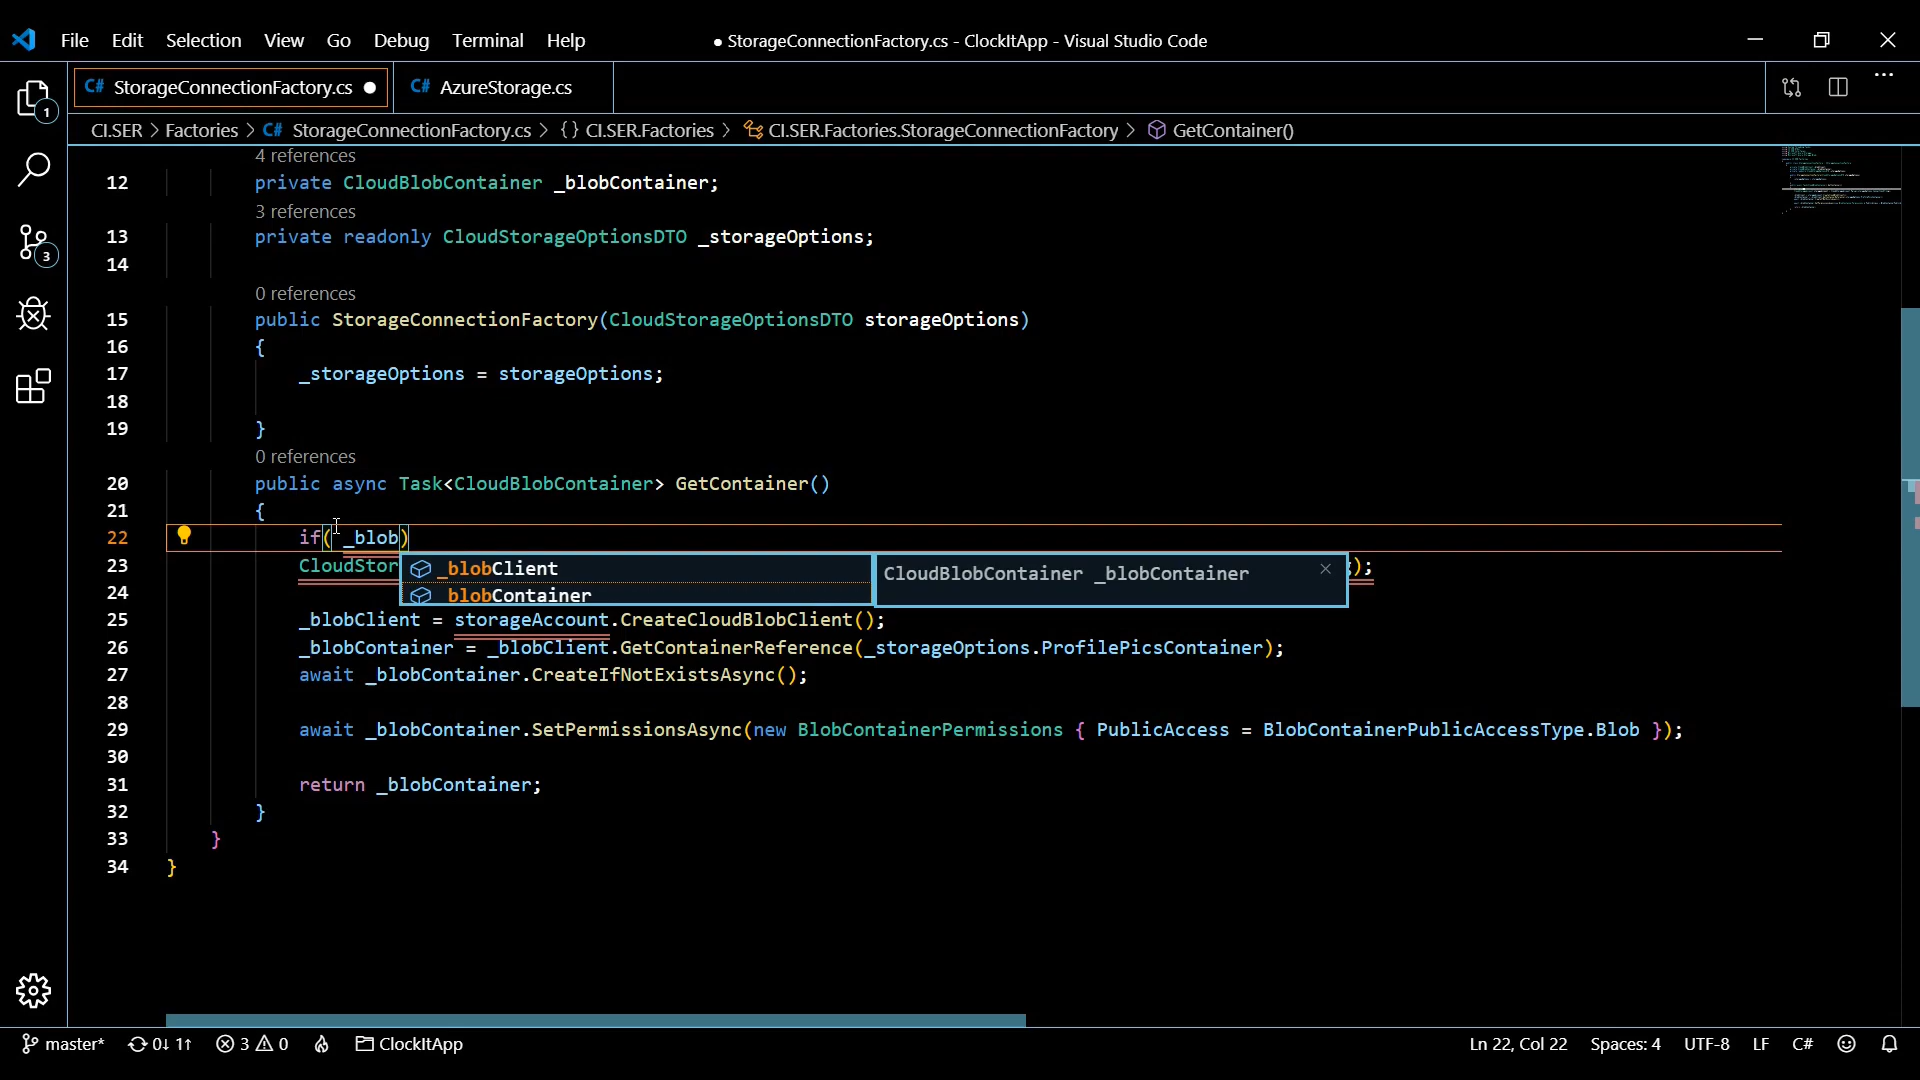 File Edit Selection View Go Debug Terminal Help ● StorageConnectionFactory.cs - ClockItApp - Visual Studio Code
C# StorageConnectionFactory.cs ● C# AzureStorage.cs
CI.SER > Factories > C# StorageConnectionFactory.cs > {} CI.SER.Factories > CI.SER.Factories.StorageConnectionFactory > GetContainer()
1
3
4 references
12 private CloudBlobContainer _blobContainer;
3 references
13 private readonly CloudStorageOptionsDTO _storageOptions;
14
0 references
15 public StorageConnectionFactory(CloudStorageOptionsDTO storageOptions)
16 {
17 _storageOptions = storageOptions;
18
19 }
0 references
20 public async Task<CloudBlobContainer> GetContainer()
21 {
22 if( _blob)
23 CloudStor );
_blobClient
_blobContainer
CloudBlobContainer _blobContainer
24
25 _blobClient = storageAccount.CreateCloudBlobClient();
26 _blobContainer = _blobClient.GetContainerReference(_storageOptions.ProfilePicsContainer);
27 await _blobContainer.CreateIfNotExistsAsync();
28
29 await _blobContainer.SetPermissionsAsync(new BlobContainerPermissions { PublicAccess = BlobContainerPublicAccessType.Blob });
30
31 return _blobContainer;
32 }
33 }
34 }
master* 0↓ 1↑ 3 0 ClockItApp Ln 22, Col 22 Spaces: 4 UTF-8 LF C#